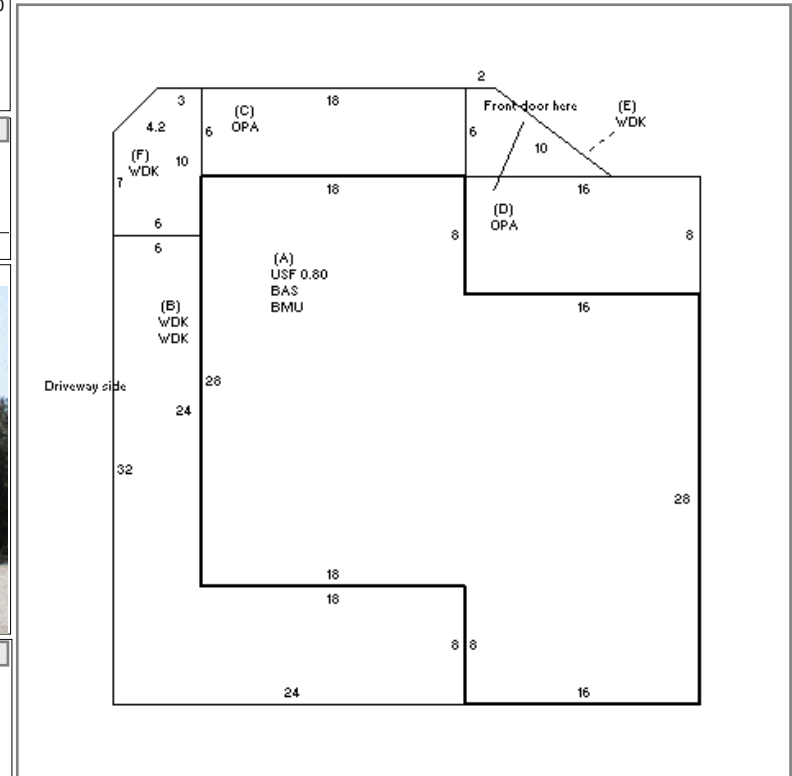 2
3
18
(C)
OPA
Front door here
(E)
WDK
4.2
6
6
10
(F)
WDK
10
7
18
16
(D)
OPA
6
8
8
6
(A)
USF 0.80
BAS
BMU
16
(B)
WDK
WDK
28
Driveway side
24
32
28
18
18
8
8
24
16